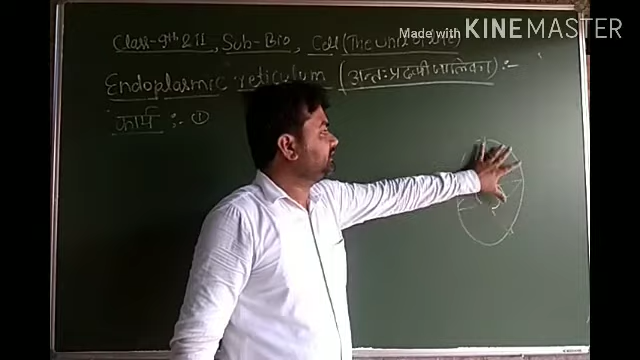 Made with KINEMASTER
Class-9th & 11, Sub-Bio, Cell (The unit of life)
Endoplasmic reticulum (अन्तः प्रद्रव्यी जालिका) :-
कार्य :- ①